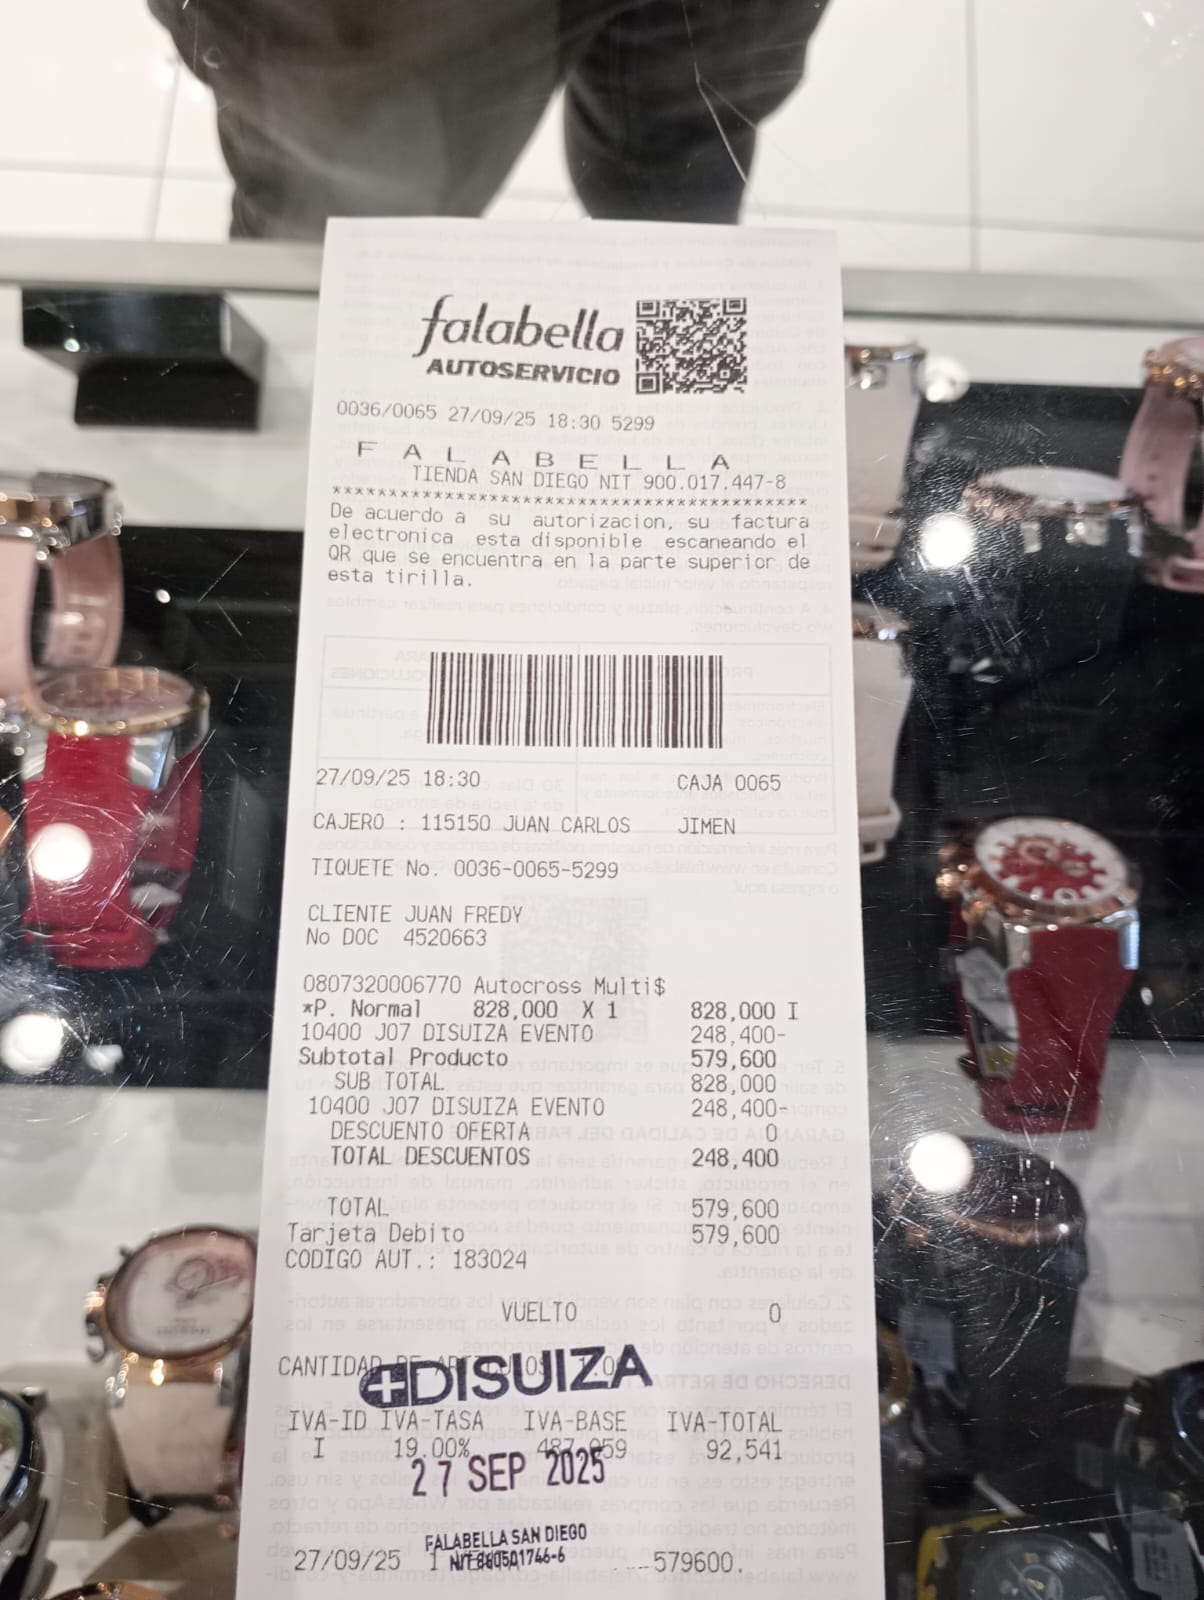 falabella
AUTOSERVICIO
0036/0065 27/09/25 18:30 5299
F A L A B E L L A
TIENDA SAN DIEGO NIT 900.017.447-8
******************************************
De acuerdo a su autorizacion, su factura
electronica esta disponible escaneando el
QR que se encuentra en la parte superior de
esta tirilla.
27/09/25 18:30 CAJA 0065
CAJERO : 115150 JUAN CARLOS JIMEN
TIQUETE No. 0036-0065-5299
CLIENTE JUAN FREDY
No DOC 4520663
0807320006770 Autocross Multi$
*P. Normal 828,000 X 1 828,000 I
10400 J07 DISUIZA EVENTO 248,400-
Subtotal Producto 579,600
SUB TOTAL 828,000
10400 J07 DISUIZA EVENTO 248,400-
DESCUENTO OFERTA 0
TOTAL DESCUENTOS 248,400
TOTAL 579,600
Tarjeta Debito 579,600
CODIGO AUT.: 183024
VUELTO 0
CANTIDAD DE ARTICULOS
DISUIZA
IVA-ID IVA-TASA IVA-BASE IVA-TOTAL
I 19.00% 487,059 92,541
27 SEP 2025
FALABELLA SAN DIEGO
NIT
27/09/25 579600.